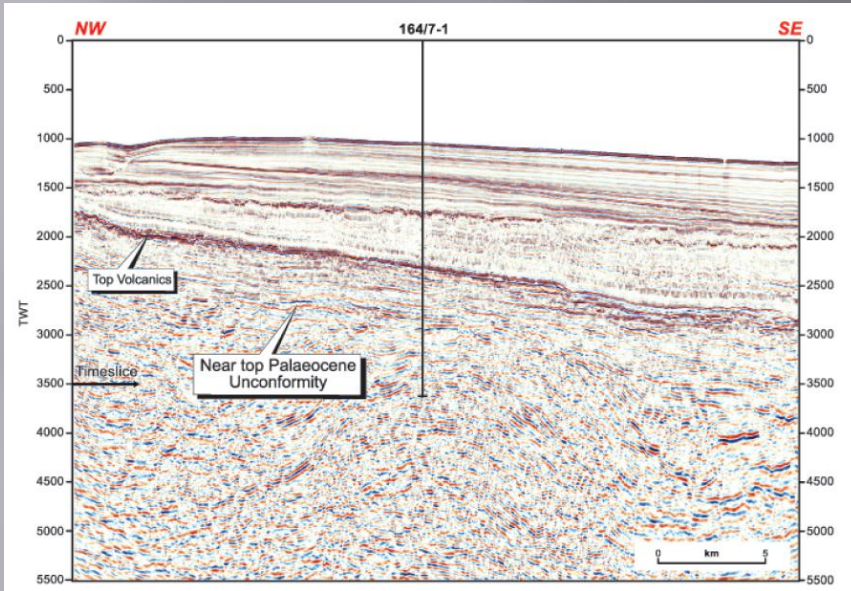 NW 164/7-1 SE
0 0
500 500
1000 1000
1500 1500
2000 2000
Top Volcanics
2500 2500
TWT
3000 3000
Near top Palaeocene
Unconformity
Timeslice
3500 3500
4000 4000
4500 4500
5000 5000
km
0 5
5500 5500